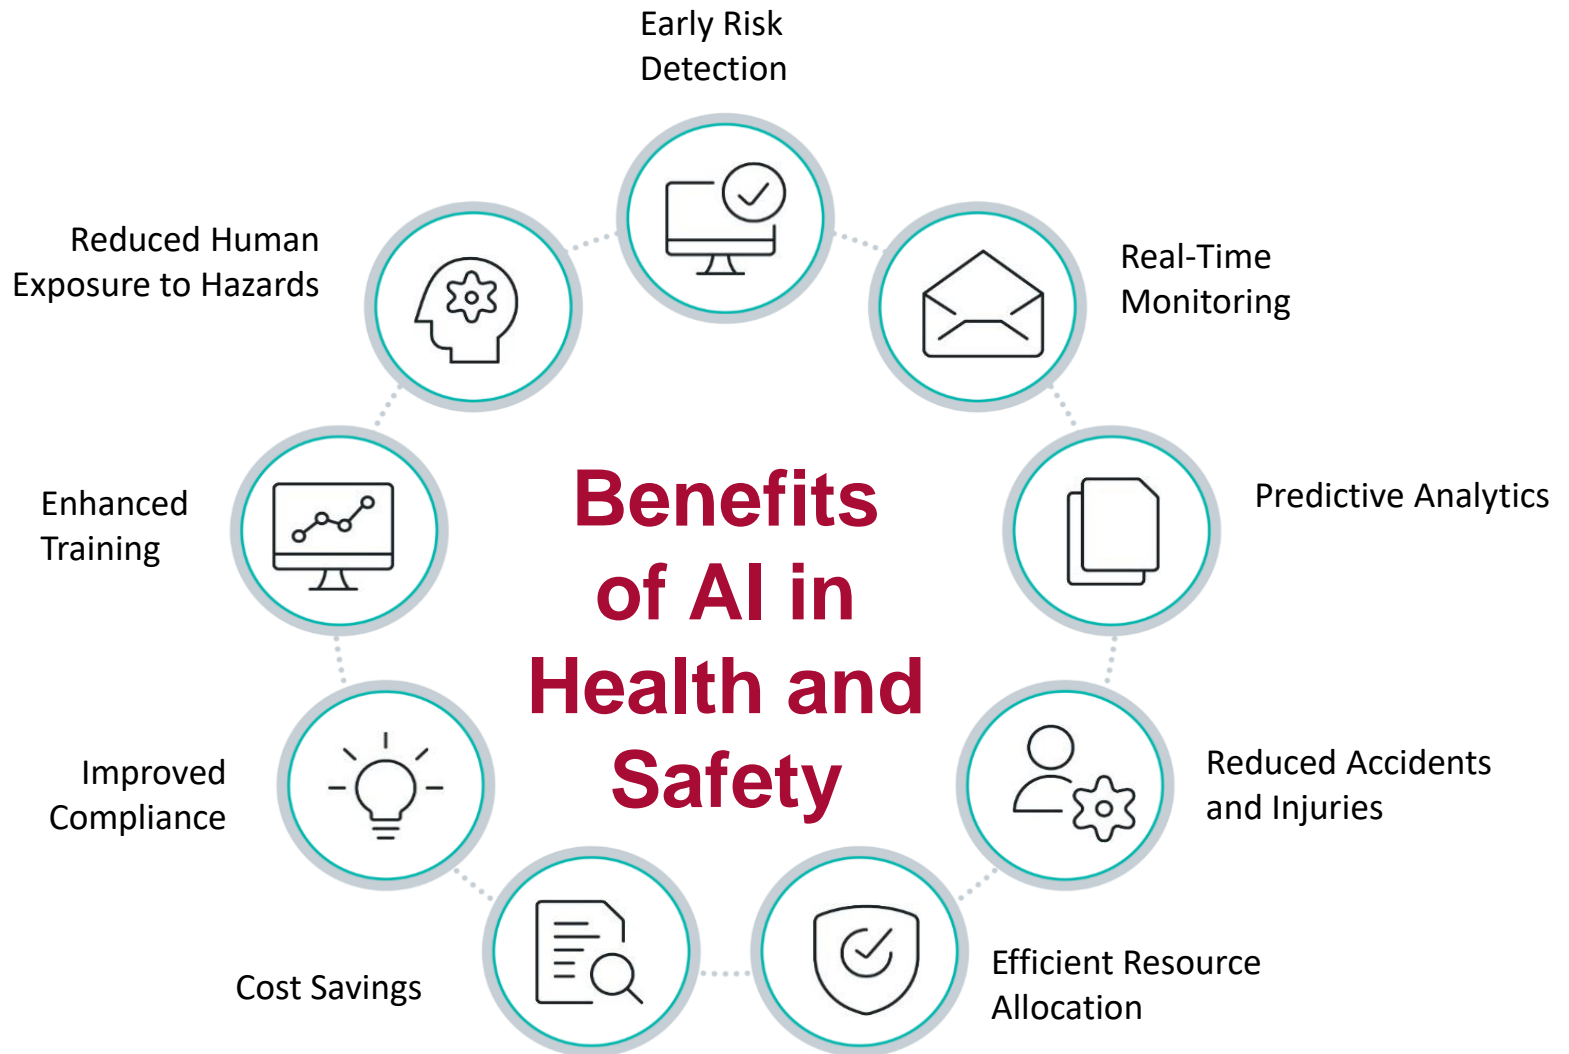 Early Risk
Detection
Real-Time
Monitoring
Predictive Analytics
Reduced Accidents
and Injuries
Efficient Resource
Allocation
Cost Savings
Improved
Compliance
Enhanced
Training
Reduced Human
Exposure to Hazards
Benefits
of AI in
Health and
Safety